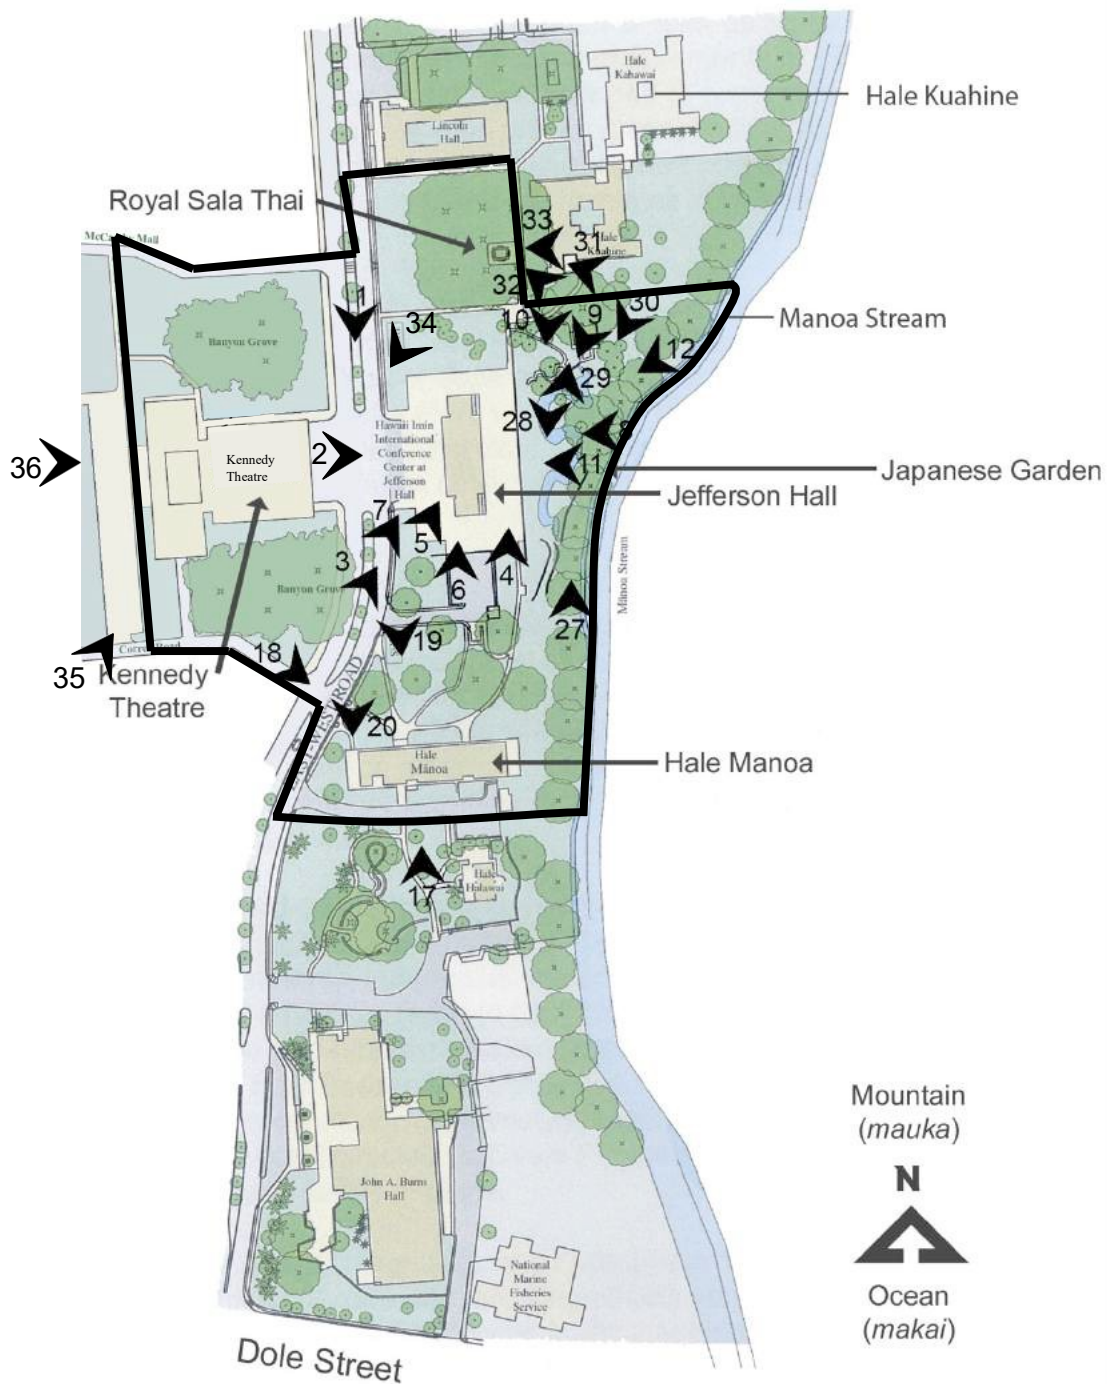 Hale
Kahawai
Hale Kuahine
Lincoln
Hall
Royal Sala Thai
McCarthy Mall
33
31
Hale
Kuahine
32
1
10
9
30
34
Manoa Stream
Banyan Grove
12
29
28
8
Hawaii Imin
International
Conference
Center at
Jefferson
Hall
2
Kennedy
Theatre
36
11
Japanese Garden
Jefferson Hall
7
5
3
6
4
Mānoa Stream
Banyan Grove
27
19
18
Road
35
Kennedy
Theatre
EAST-WEST ROAD
20
Hale
Mānoa
Hale Manoa
17
Hale
Halawai
Mountain
(mauka)
N
Ocean
(makai)
John A. Burns
Hall
National
Marine
Fisheries
Service
Dole Street